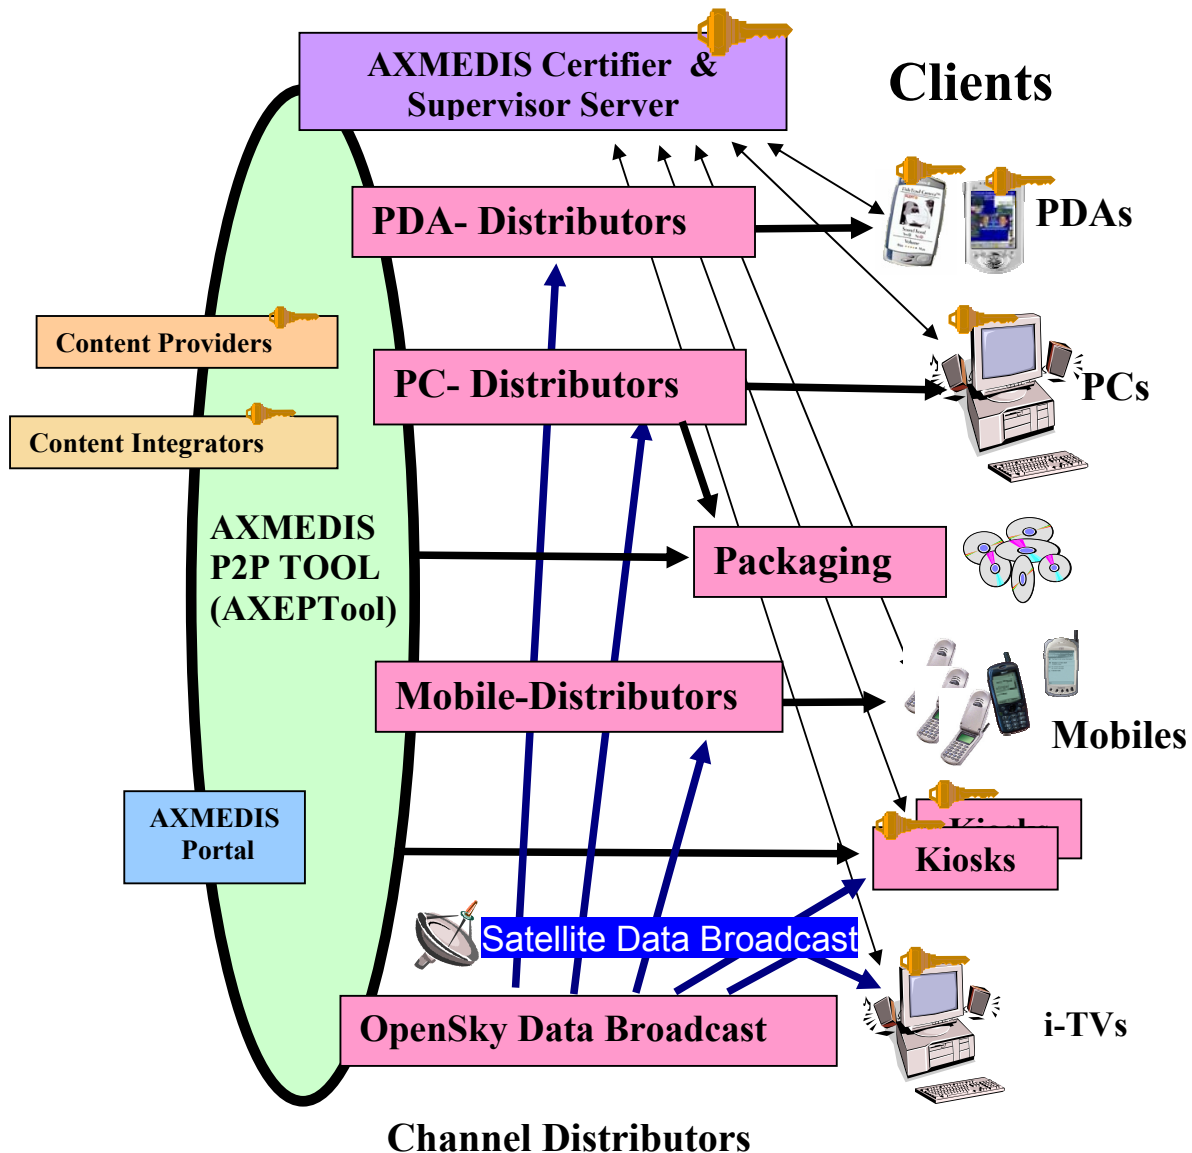 AXMEDIS Certifier &
Supervisor Server
Clients
PDA- Distributors
PDAs
Content Providers
PC- Distributors
PCs
Content Integrators
AXMEDIS
P2P TOOL
(AXEPTool)
Packaging
Mobile-Distributors
Mobiles
AXMEDIS
Portal
Kiosks
Kiosks
Satellite Data Broadcast
OpenSky Data Broadcast
i-TVs
Channel Distributors